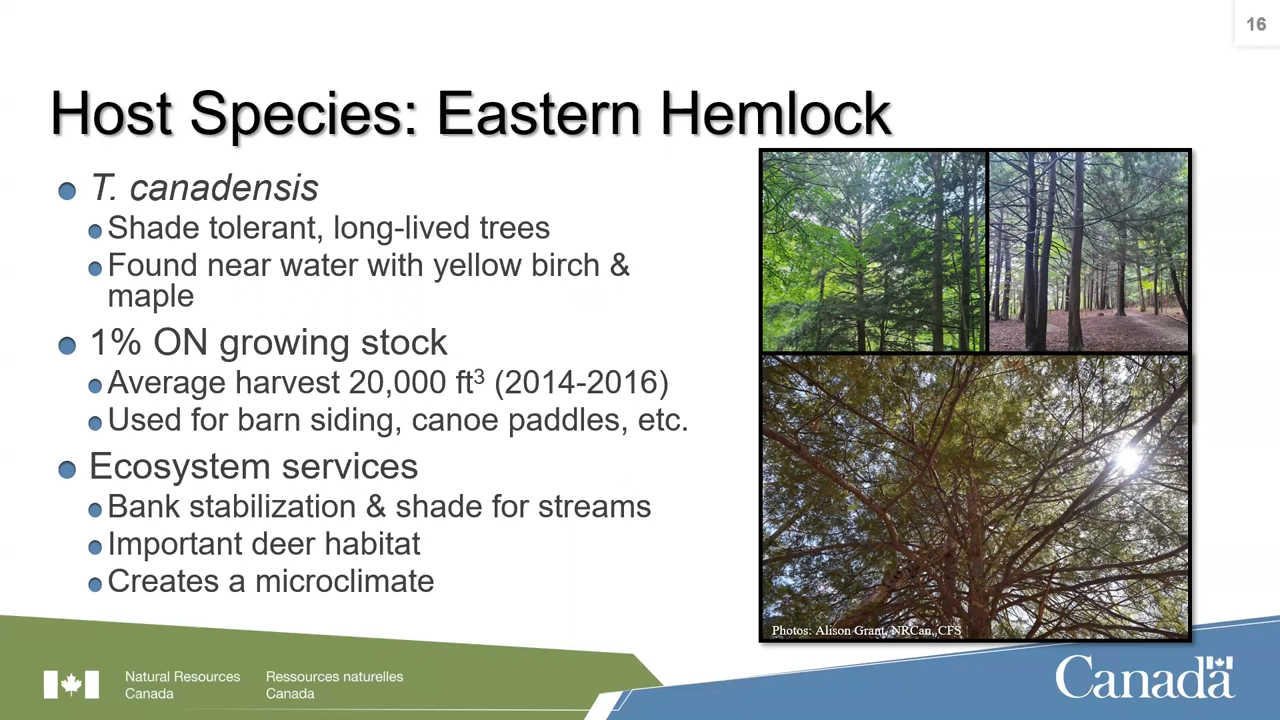 16
Host Species: Eastern Hemlock
T. canadensis
Shade tolerant, long-lived trees
Found near water with yellow birch &
maple
1% ON growing stock
Average harvest 20,000 ft³ (2014-2016)
Used for barn siding, canoe paddles, etc.
Ecosystem services
Bank stabilization & shade for streams
Important deer habitat
Creates a microclimate
Photos: Alison Grant, NRCan, CFS
Natural Resources
Canada
Ressources naturelles
Canada
Canada